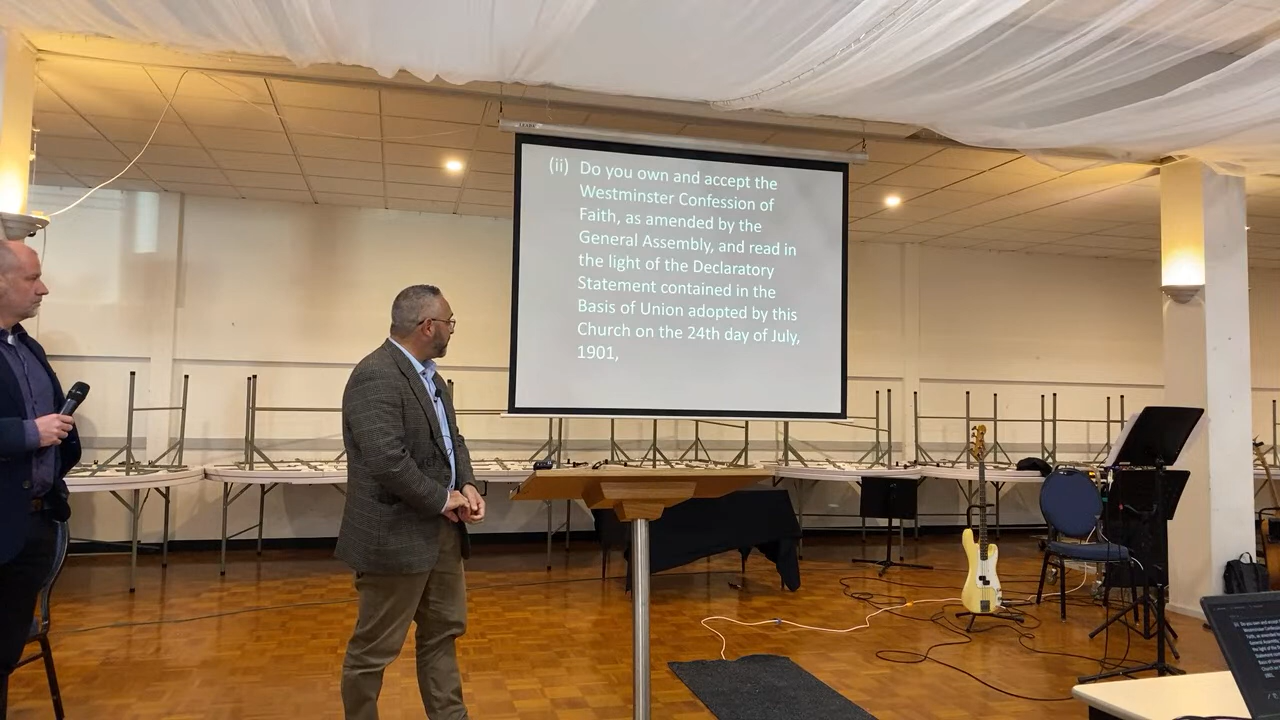 (ii) Do you own and accept the
Westminster Confession of
Faith, as amended by the
General Assembly, and read in
the light of the Declaratory
Statement contained in the
Basis of Union adopted by this
Church on the 24th day of July,
1901,